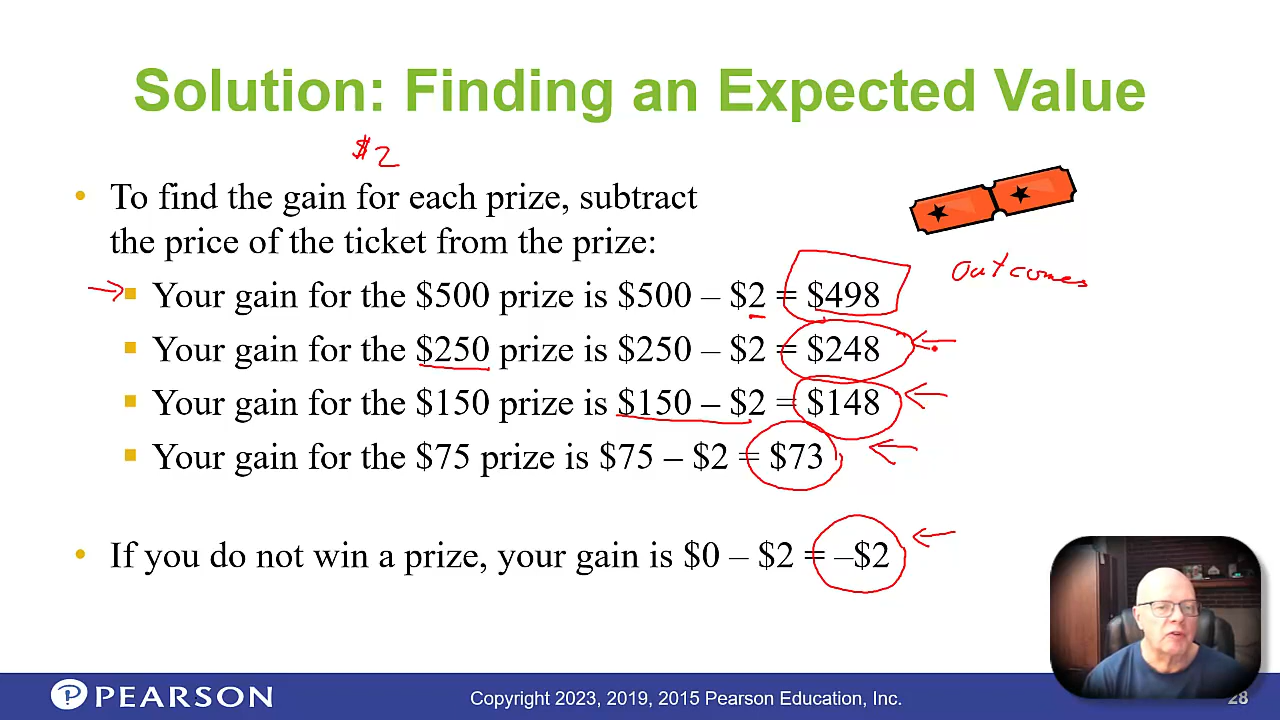 Solution: Finding an Expected Value
$2
• To find the gain for each prize, subtract
the price of the ticket from the prize:
outcomes
▪ Your gain for the $500 prize is $500 – $2 = $498
▪ Your gain for the $250 prize is $250 – $2 = $248
▪ Your gain for the $150 prize is $150 – $2 = $148
▪ Your gain for the $75 prize is $75 – $2 = $73
• If you do not win a prize, your gain is $0 – $2 = –$2
PEARSON
Copyright 2023, 2019, 2015 Pearson Education, Inc.
28